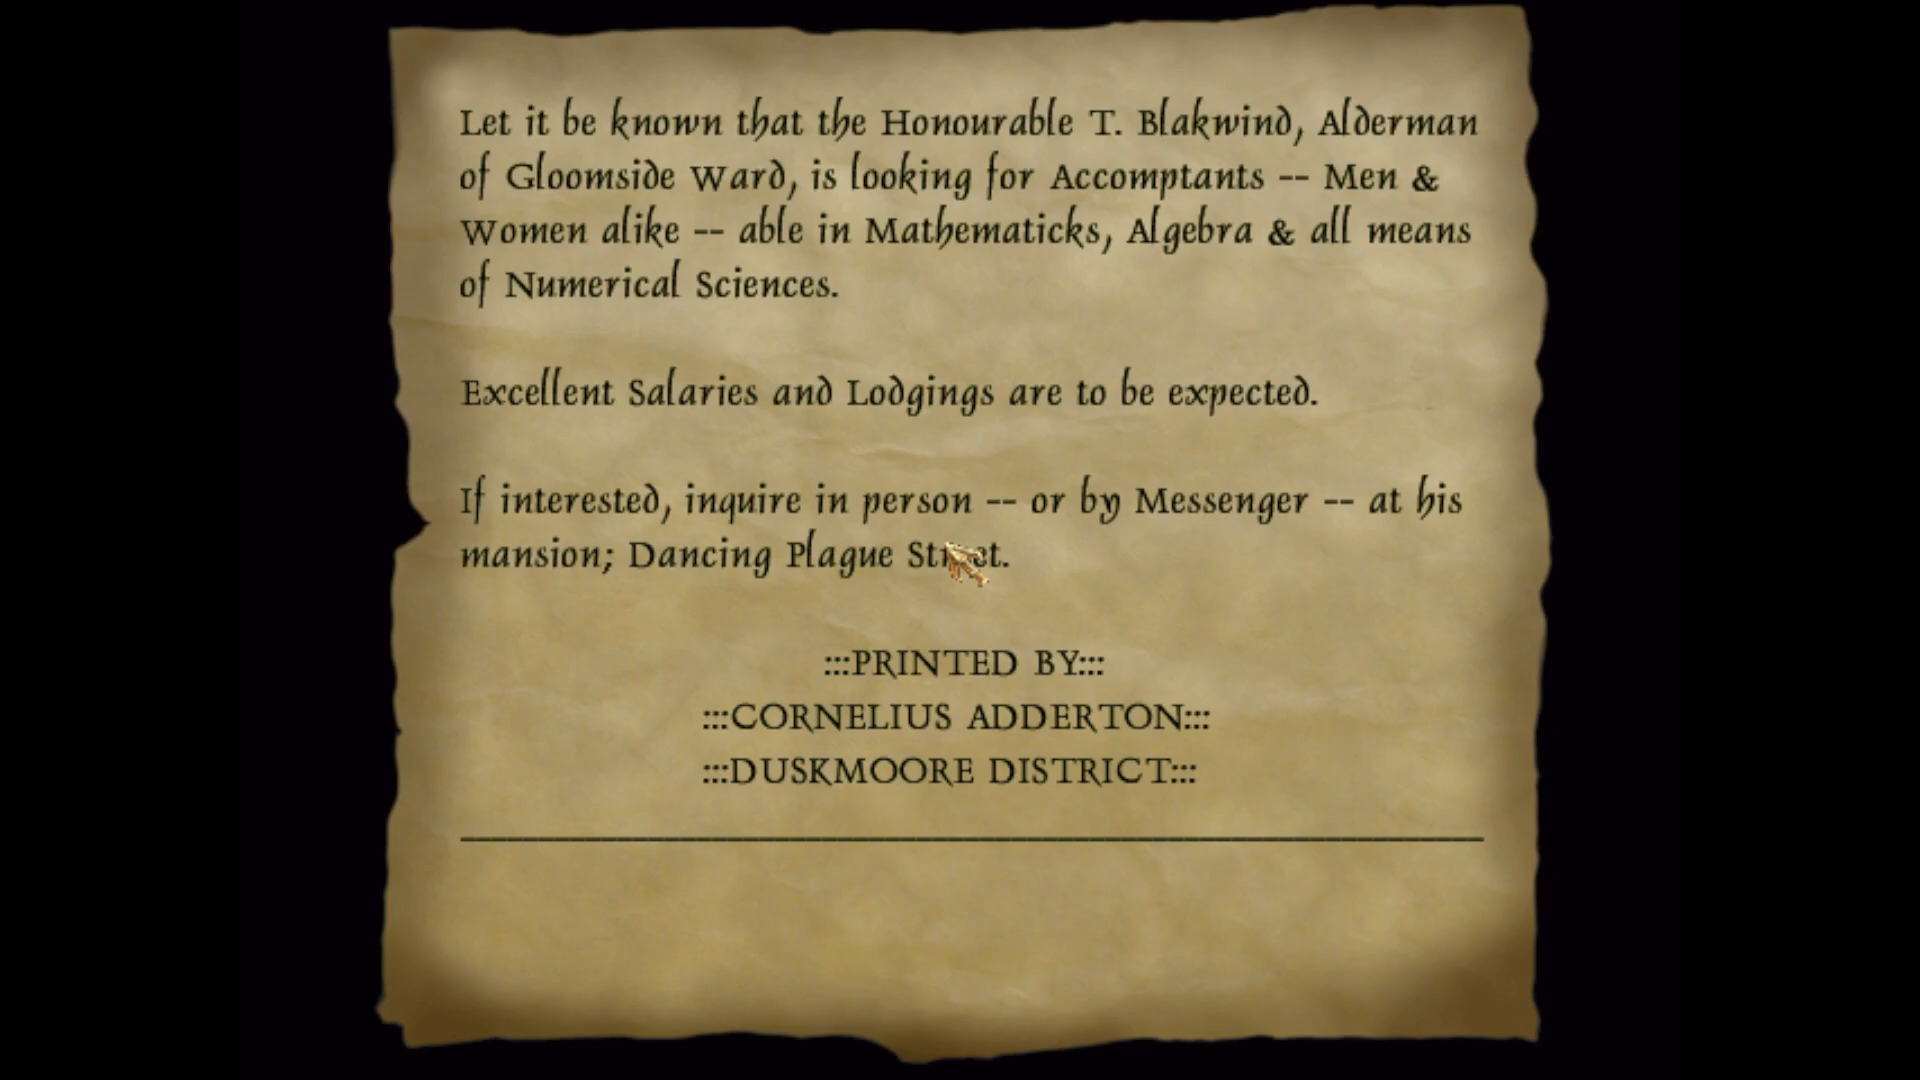 Let it be known that the Honourable T. Blakwind, Alderman
of Gloomside Ward, is looking for Accomptants -- Men &
Women alike -- able in Mathematicks, Algebra & all means
of Numerical Sciences.
Excellent Salaries and Lodgings are to be expected.
If interested, inquire in person -- or by Messenger -- at his
mansion; Dancing Plague Street.
:::PRINTED BY:::
:::CORNELIUS ADDERTON:::
:::DUSKMOORE DISTRICT:::